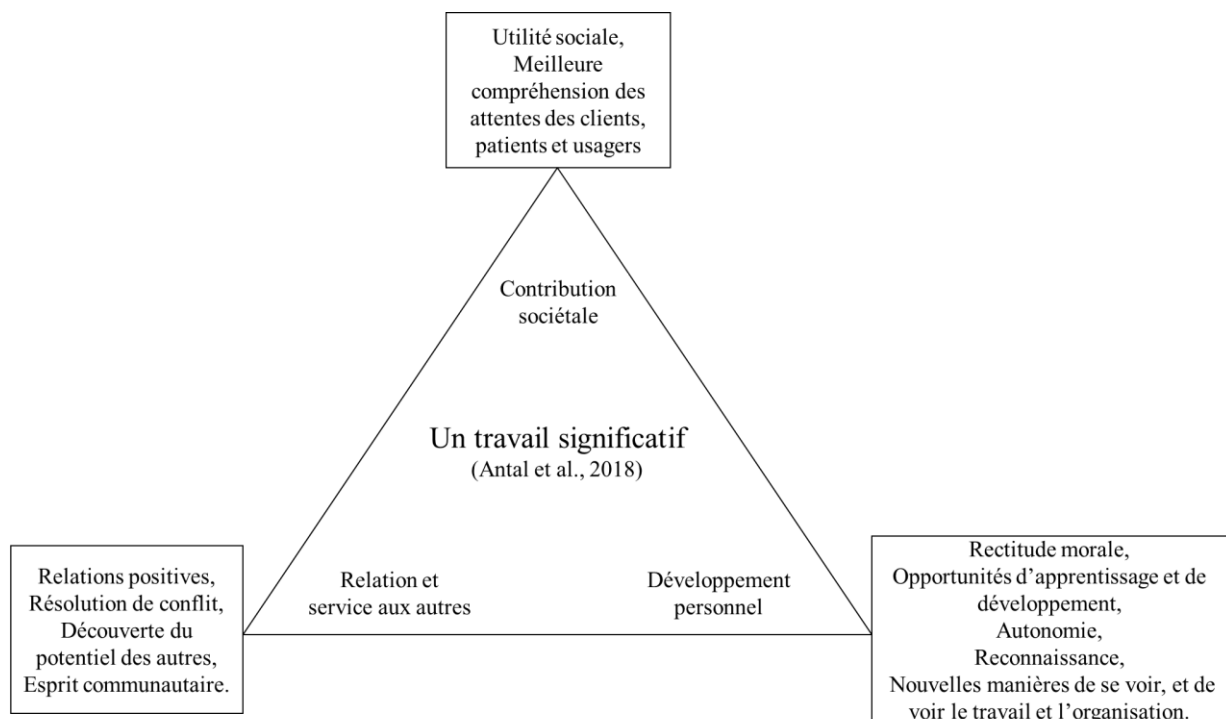 Utilité sociale,
Meilleure
compréhension des
attentes des clients,
patients et usagers
Contribution
sociétale
Un travail significatif
(Antal et al., 2018)
Relation et
service aux autres
Développement
personnel
Relations positives,
Résolution de conflit,
Découverte du
potentiel des autres,
Esprit communautaire.
Rectitude morale,
Opportunités d’apprentissage et de
développement,
Autonomie,
Reconnaissance,
Nouvelles manières de se voir, et de
voir le travail et l’organisation.